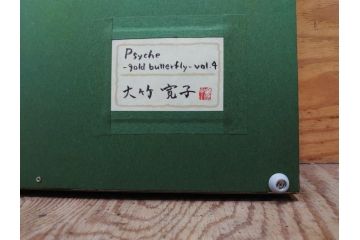 Psyche
-gold butterfly- vol.4
大竹 寛子